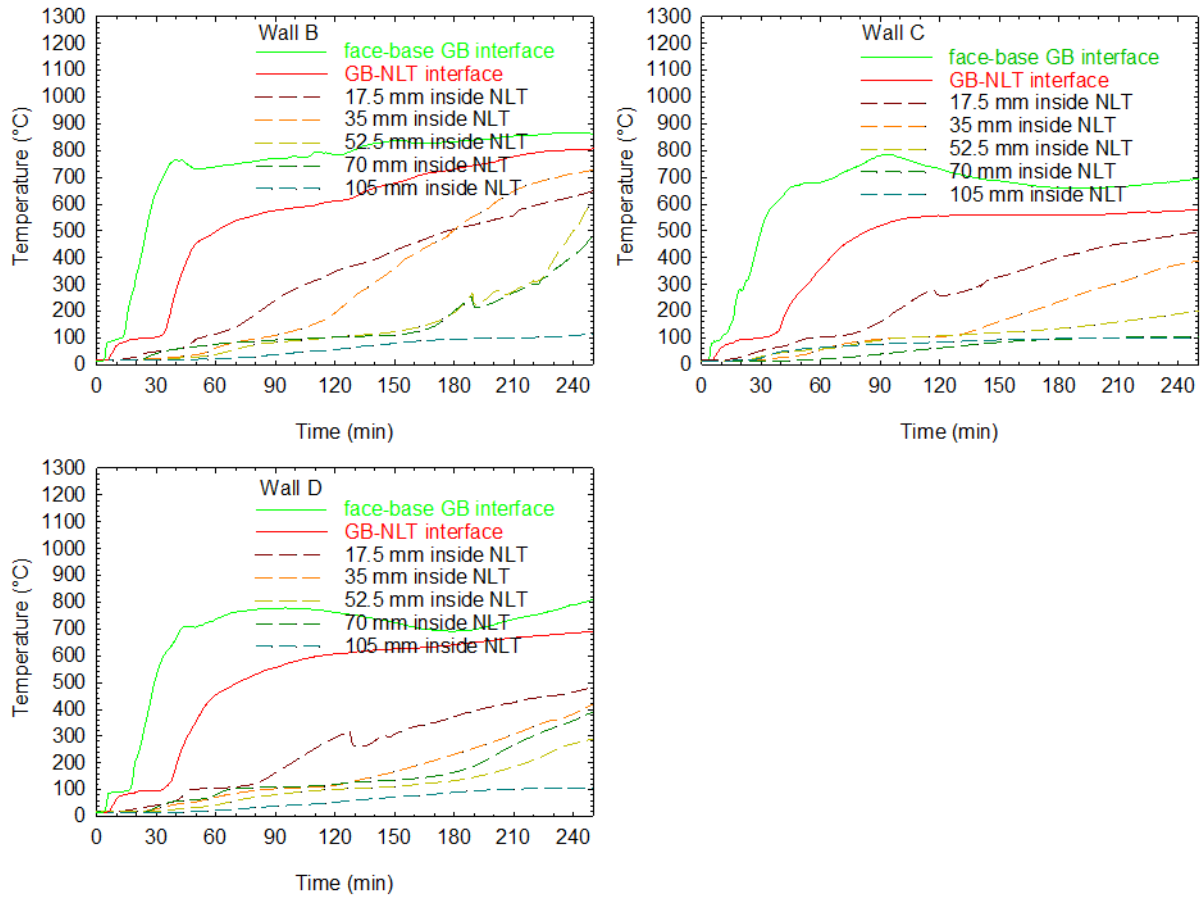 Wall B
face-base GB interface
GB-NLT interface
17.5 mm inside NLT
35 mm inside NLT
52.5 mm inside NLT
70 mm inside NLT
105 mm inside NLT
Temperature (°C)
1300
1200
1100
1000
900
800
700
600
500
400
300
200
100
0
0 30 60 90 120 150 180 210 240
Time (min)
Wall C
face-base GB interface
GB-NLT interface
17.5 mm inside NLT
35 mm inside NLT
52.5 mm inside NLT
70 mm inside NLT
105 mm inside NLT
Temperature (°C)
1300
1200
1100
1000
900
800
700
600
500
400
300
200
100
0
0 30 60 90 120 150 180 210 240
Time (min)
Wall D
face-base GB interface
GB-NLT interface
17.5 mm inside NLT
35 mm inside NLT
52.5 mm inside NLT
70 mm inside NLT
105 mm inside NLT
Temperature (°C)
1300
1200
1100
1000
900
800
700
600
500
400
300
200
100
0
0 30 60 90 120 150 180 210 240
Time (min)